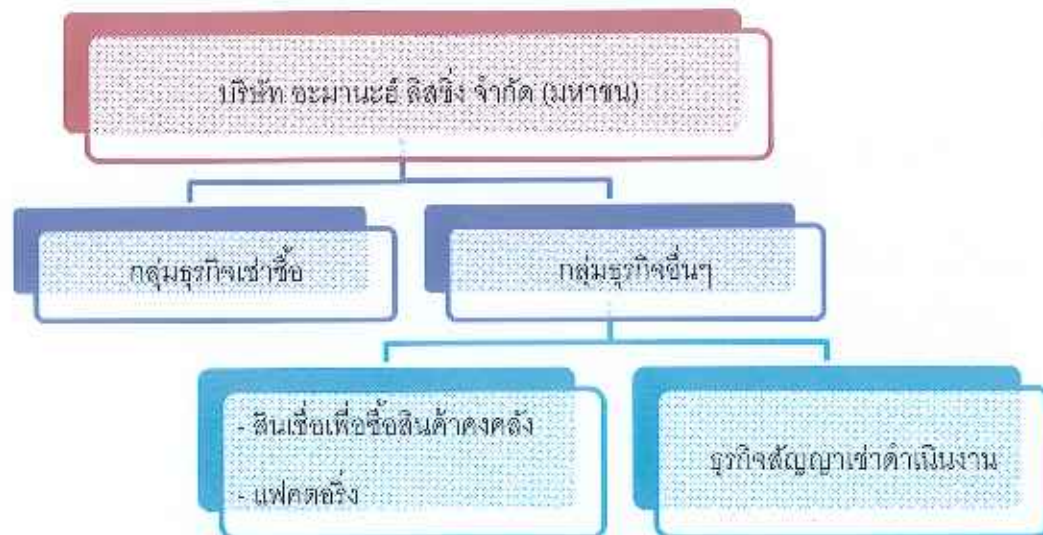 บริษัท อะมานะฮ์ ลิสซิ่ง จำกัด (มหาชน)
กลุ่มธุรกิจเช่าซื้อ
กลุ่มธุรกิจอื่นๆ
- สินเชื่อเพื่อซื้อสินค้าคงคลัง
- แฟคตอริ่ง
ธุรกิจสัญญาเช่าดำเนินงาน